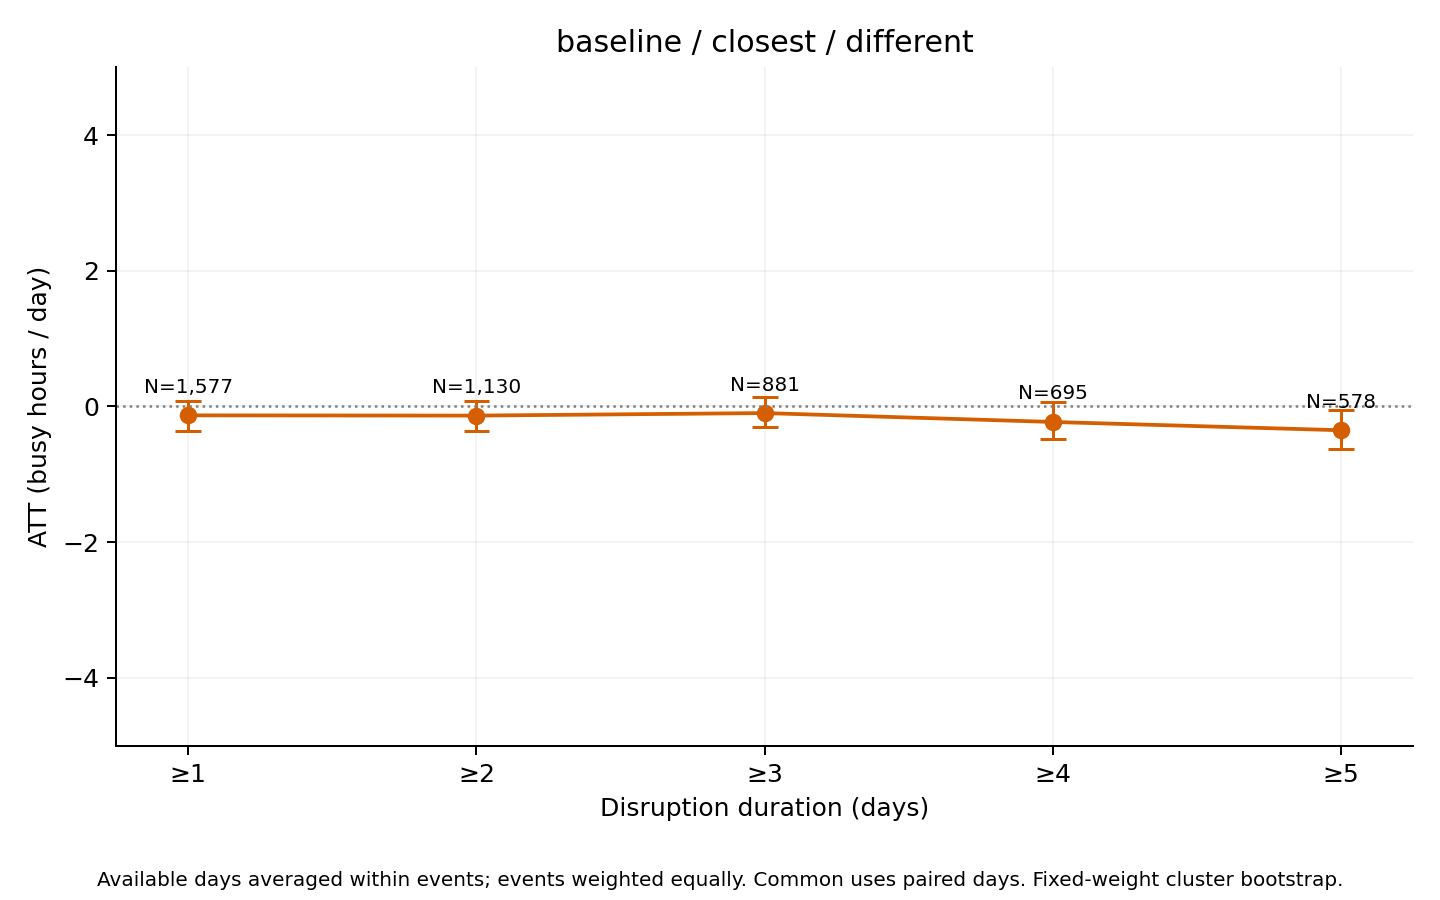 baseline / closest / different
ATT (busy hours / day)
4
2
0
−2
−4
N=1,577
N=1,130
N=881
N=695
N=578
≥1
≥2
≥3
≥4
≥5
Disruption duration (days)
Available days averaged within events; events weighted equally. Common uses paired days. Fixed-weight cluster bootstrap.